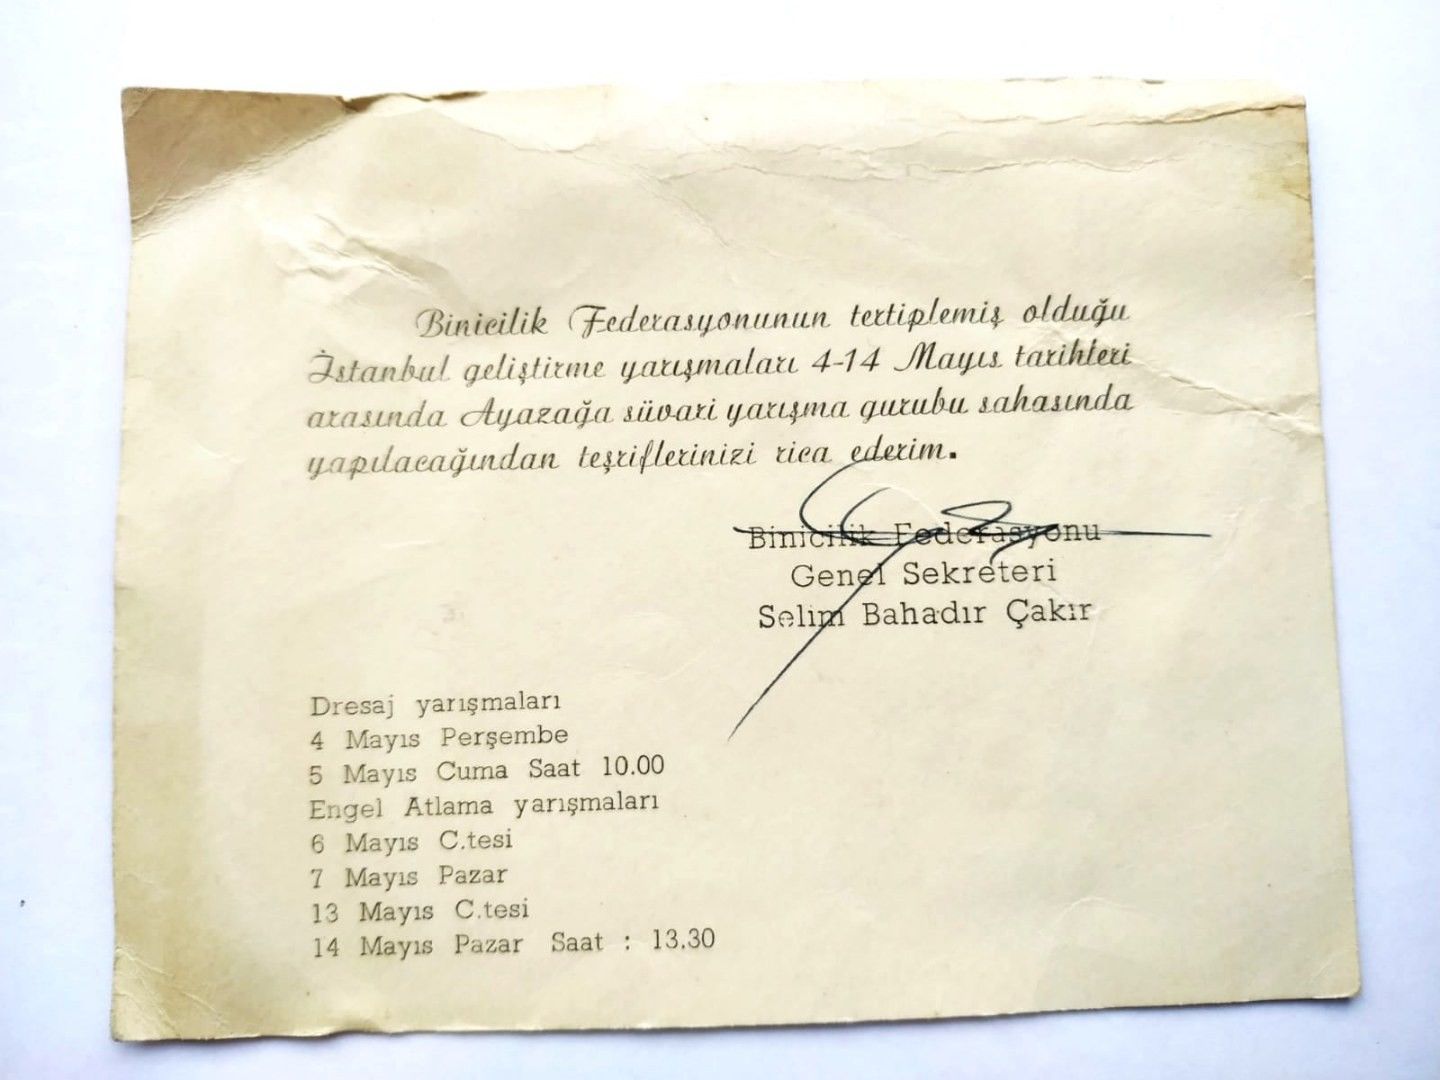 Binicilik Federasyonunun tertiplemiş olduğu
İstanbul geliştirme yarışmaları 4-14 Mayıs tarihleri
arasında Ayazağa süvari yarışma gurubu sahasında
yapılacağından teşriflerinizi rica ederim.
Binicilik Federasyonu
Genel Sekreteri
Selim Bahadır Çakır
Dresaj yarışmaları
4 Mayıs Perşembe
5 Mayıs Cuma Saat 10.00
Engel Atlama yarışmaları
6 Mayıs C.tesi
7 Mayıs Pazar
13 Mayıs C.tesi
14 Mayıs Pazar Saat : 13.30